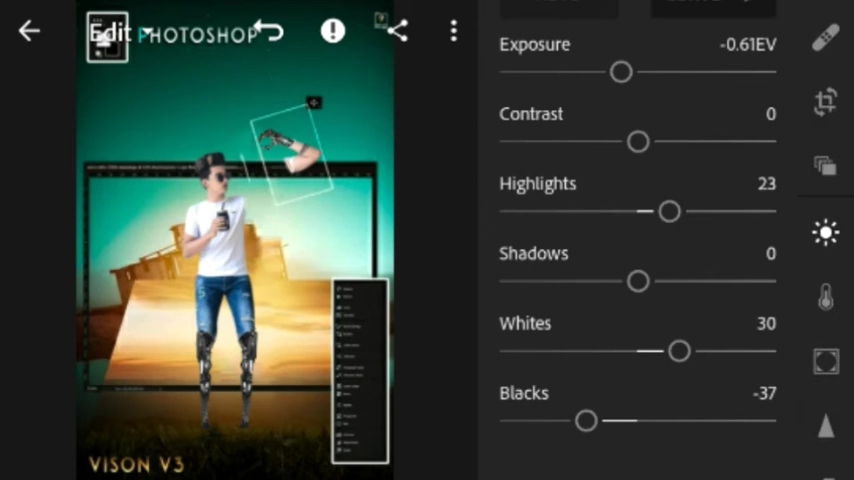 Edit
PHOTOSHOP
Exposure -0.61EV
Contrast 0
Highlights 23
Shadows 0
Whites 30
Blacks -37
VISON V3